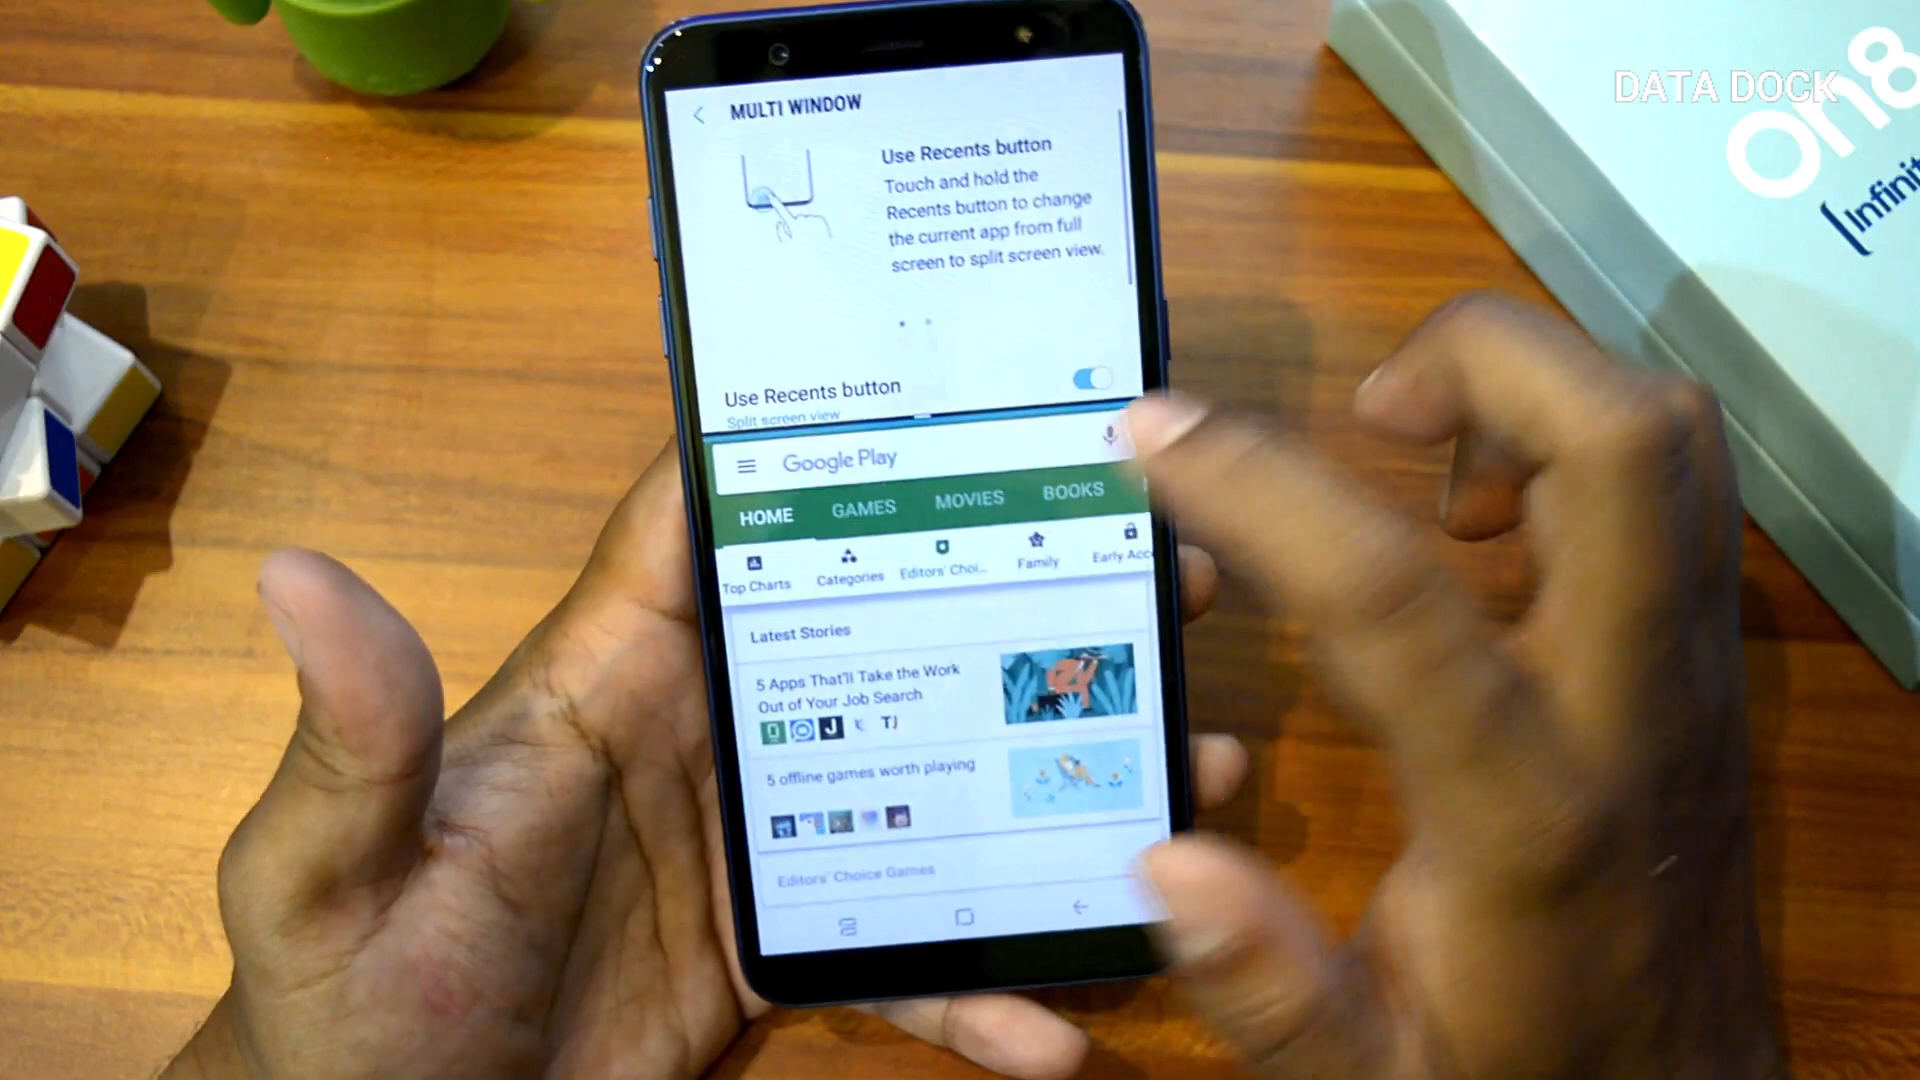 DATA DOCK
On8
[Infinit
MULTI WINDOW
Use Recents button
Touch and hold the
Recents button to change
the current app from full
screen to split screen view.
Use Recents button
Split screen view
Google Play
HOME GAMES MOVIES BOOKS
Top Charts Categories Editors' Choi... Family Early Acc
Latest Stories
5 Apps That'll Take the Work
Out of Your Job Search
J
TJ
5 offline games worth playing
Editors' Choice Games